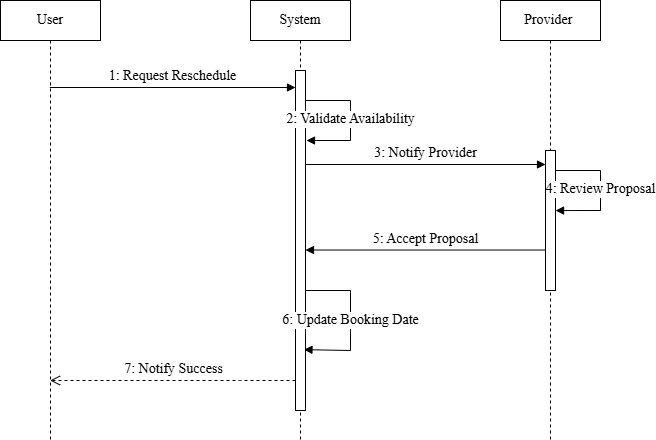 User
System
Provider
1: Request Reschedule
2: Validate Availability
3: Notify Provider
4: Review Proposal
5: Accept Proposal
6: Update Booking Date
7: Notify Success